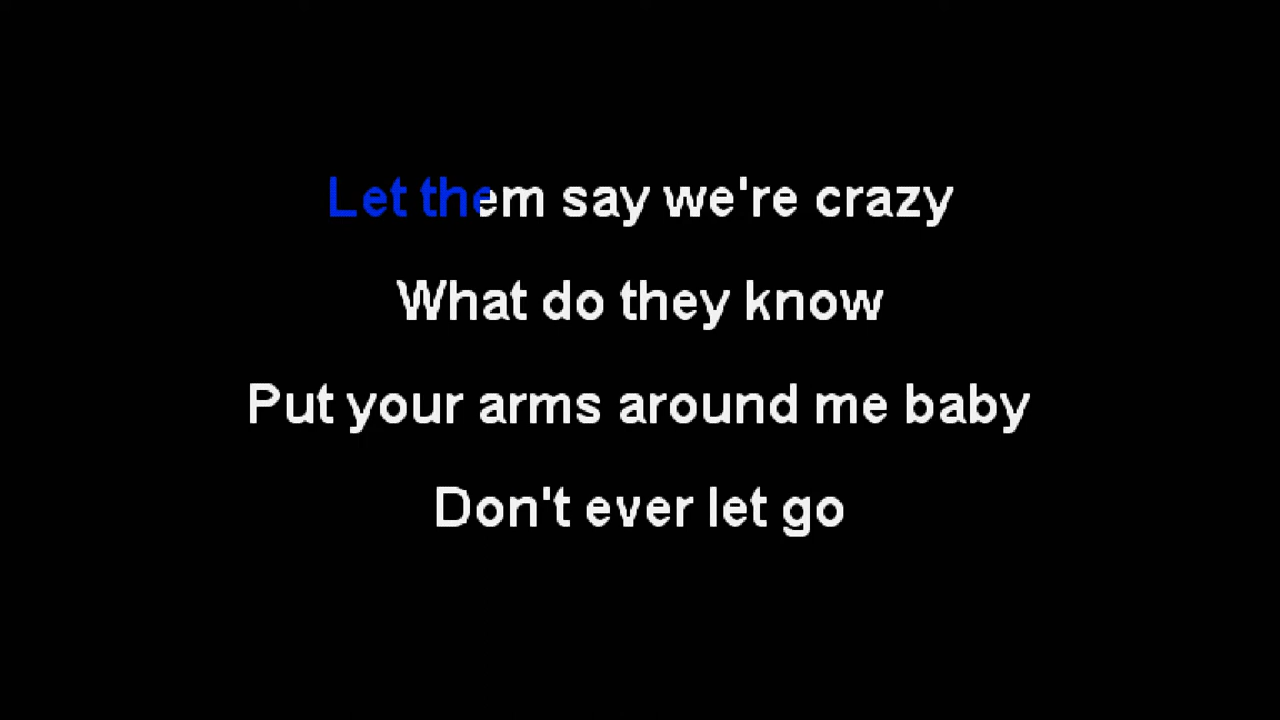 Let them say we're crazy
What do they know
Put your arms around me baby
Don't ever let go